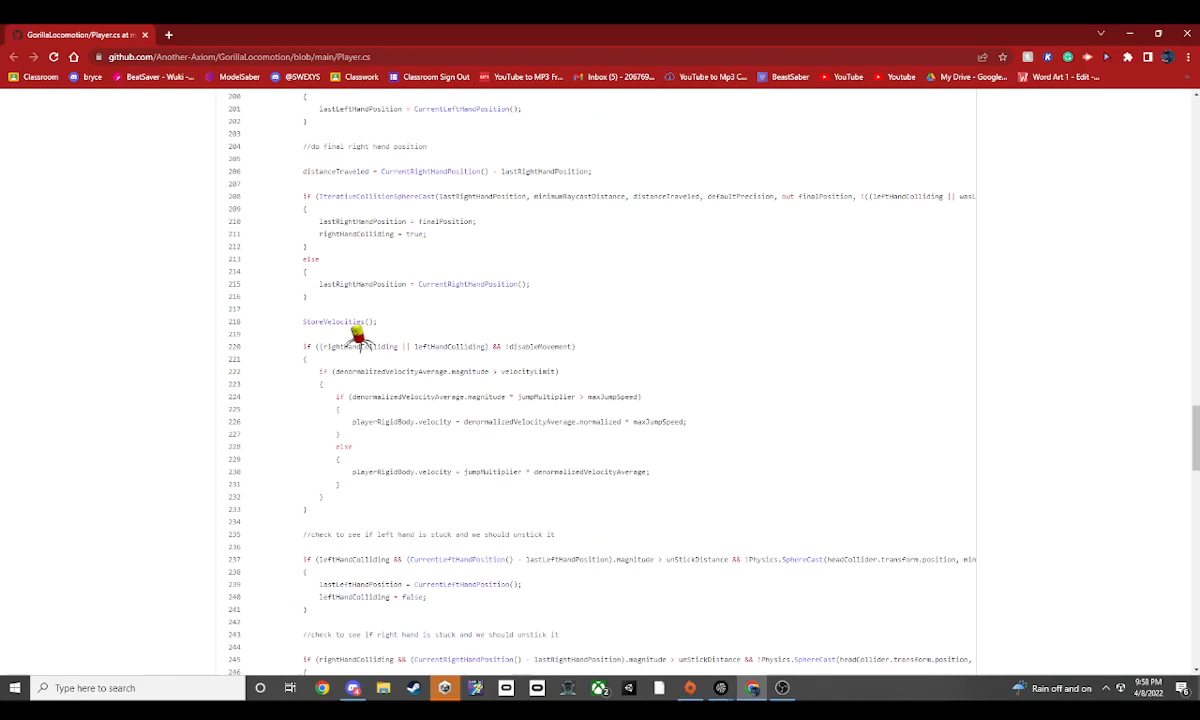 GorillaLocomotion/Player.cs at m
github.com/Another-Axiom/GorillaLocomotion/blob/main/Player.cs
Classroom bryce BeatSaver - Wuki -... ModelSaber @SWEXYS Classwork Classroom Sign Out YouTube to MP3 Fr... Inbox (5) - 206769... YouTube to Mp3 C... BeastSaber YouTube Youtube My Drive - Google... Word Art 1 - Edit -...
200 {
201 lastLeftHandPosition = CurrentLeftHandPosition();
202 }
203
204 //do final right hand position
205
206 distanceTraveled = CurrentRightHandPosition() - lastRightHandPosition;
207
208 if (IterativeCollisionSphereCast(lastRightHandPosition, minimumRaycastDistance, distanceTraveled, defaultPrecision, out finalPosition, !((leftHandColliding || wasL
209 {
210 lastRightHandPosition = finalPosition;
211 rightHandColliding = true;
212 }
213 else
214 {
215 lastRightHandPosition = CurrentRightHandPosition();
216 }
217
218 StoreVelocities();
219
220 if ((rightHandColliding || leftHandColliding) && !disableMovement)
221 {
222 if (denormalizedVelocityAverage.magnitude > velocityLimit)
223 {
224 if (denormalizedVelocityAverage.magnitude * jumpMultiplier > maxJumpSpeed)
225 {
226 playerRigidBody.velocity = denormalizedVelocityAverage.normalized * maxJumpSpeed;
227 }
228 else
229 {
230 playerRigidBody.velocity = jumpMultiplier * denormalizedVelocityAverage;
231 }
232 }
233 }
234
235 //check to see if left hand is stuck and we should unstick it
236
237 if (leftHandColliding && (CurrentLeftHandPosition() - lastLeftHandPosition).magnitude > unStickDistance && !Physics.SphereCast(headCollider.transform.position, min
238 {
239 lastLeftHandPosition = CurrentLeftHandPosition();
240 leftHandColliding = false;
241 }
242
243 //check to see if right hand is stuck and we should unstick it
244
245 if (rightHandColliding && (CurrentRightHandPosition() - lastRightHandPosition).magnitude > unStickDistance && !Physics.SphereCast(headCollider.transform.position,
246 {
Type here to search
Rain off and on
9:58 PM
4/8/2022